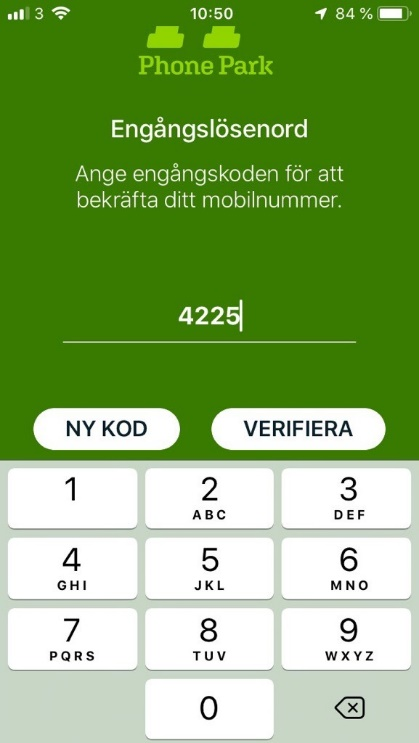 3 10:50 84 %
Phone Park
Engångslösenord
Ange engångskoden för att
bekräfta ditt mobilnummer.
4225
NY KOD VERIFIERA
1 2 3
ABC DEF
4 5 6
GHI JKL MNO
7 8 9
PQRS TUV WXYZ
0